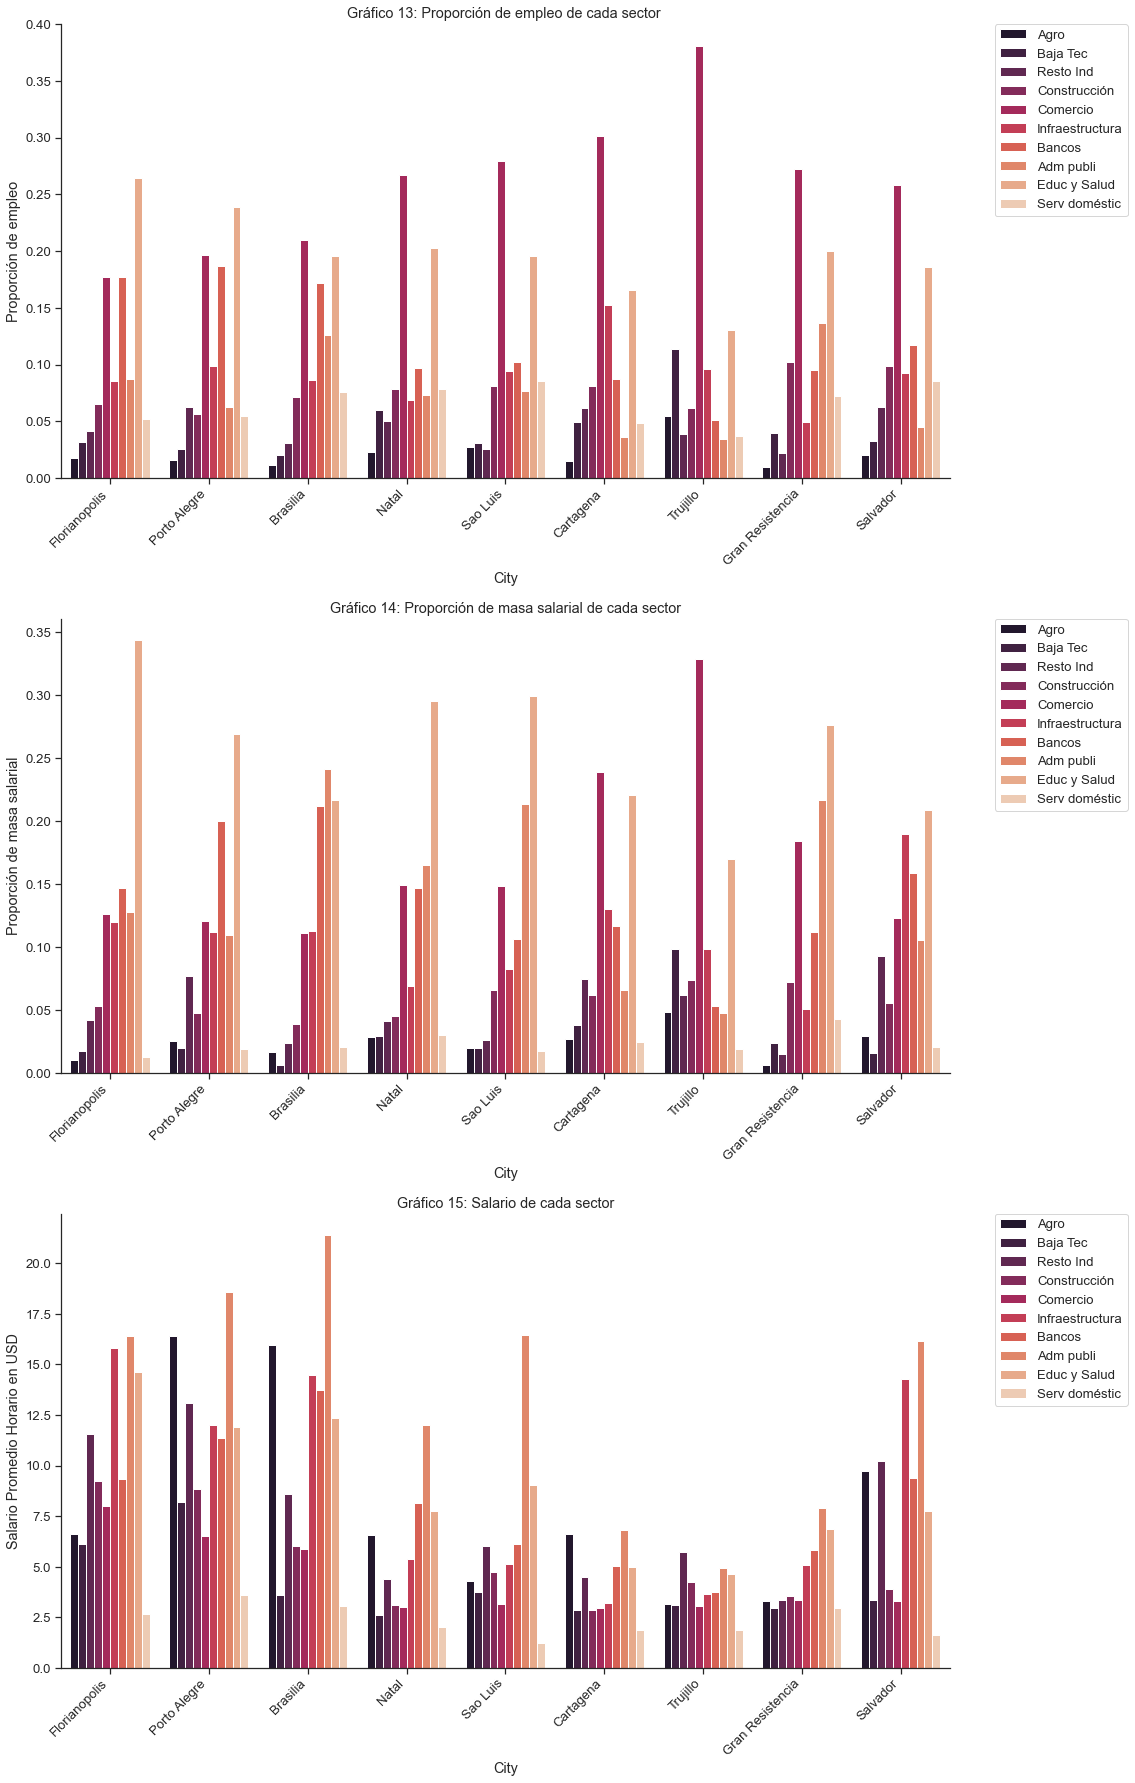 Gráfico 13: Proporción de empleo de cada sector
0.40
0.35
0.30
0.25
0.20
0.15
0.10
0.05
0.00
Proporción de empleo
Florianopolis
Porto Alegre
Brasilia
Natal
Sao Luis
Cartagena
Trujillo
Gran Resistencia
Salvador
City
Agro
Baja Tec
Resto Ind
Construcción
Comercio
Infraestructura
Bancos
Adm publi
Educ y Salud
Serv doméstic
Gráfico 14: Proporción de masa salarial de cada sector
0.35
0.30
0.25
0.20
0.15
0.10
0.05
0.00
Proporción de masa salarial
Florianopolis
Porto Alegre
Brasilia
Natal
Sao Luis
Cartagena
Trujillo
Gran Resistencia
Salvador
City
Agro
Baja Tec
Resto Ind
Construcción
Comercio
Infraestructura
Bancos
Adm publi
Educ y Salud
Serv doméstic
Gráfico 15: Salario de cada sector
20.0
17.5
15.0
12.5
10.0
7.5
5.0
2.5
0.0
Salario Promedio Horario en USD
Florianopolis
Porto Alegre
Brasilia
Natal
Sao Luis
Cartagena
Trujillo
Gran Resistencia
Salvador
City
Agro
Baja Tec
Resto Ind
Construcción
Comercio
Infraestructura
Bancos
Adm publi
Educ y Salud
Serv doméstic